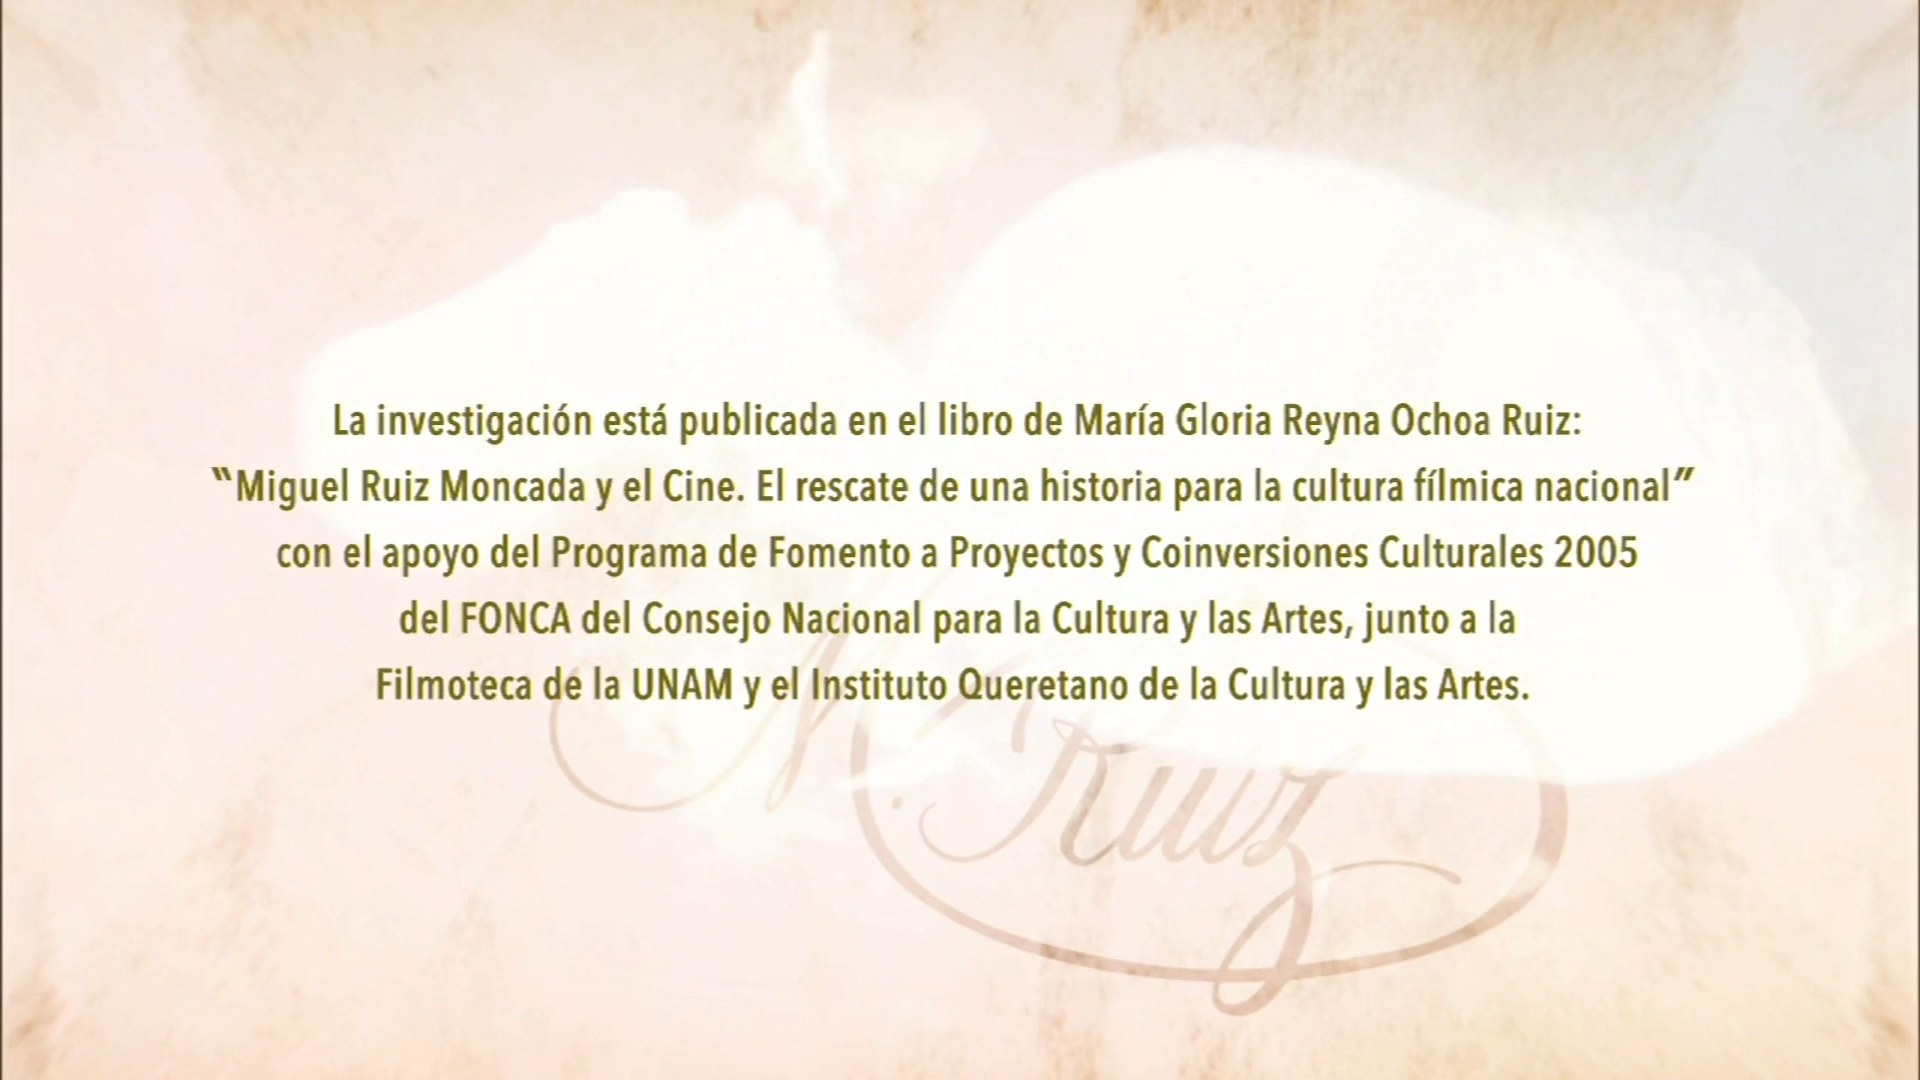 La investigación está publicada en el libro de María Gloria Reyna Ochoa Ruiz:
“Miguel Ruiz Moncada y el Cine. El rescate de una historia para la cultura fílmica nacional”
con el apoyo del Programa de Fomento a Proyectos y Coinversiones Culturales 2005
del FONCA del Consejo Nacional para la Cultura y las Artes, junto a la
Filmoteca de la UNAM y el Instituto Queretano de la Cultura y las Artes.
M. Ruiz